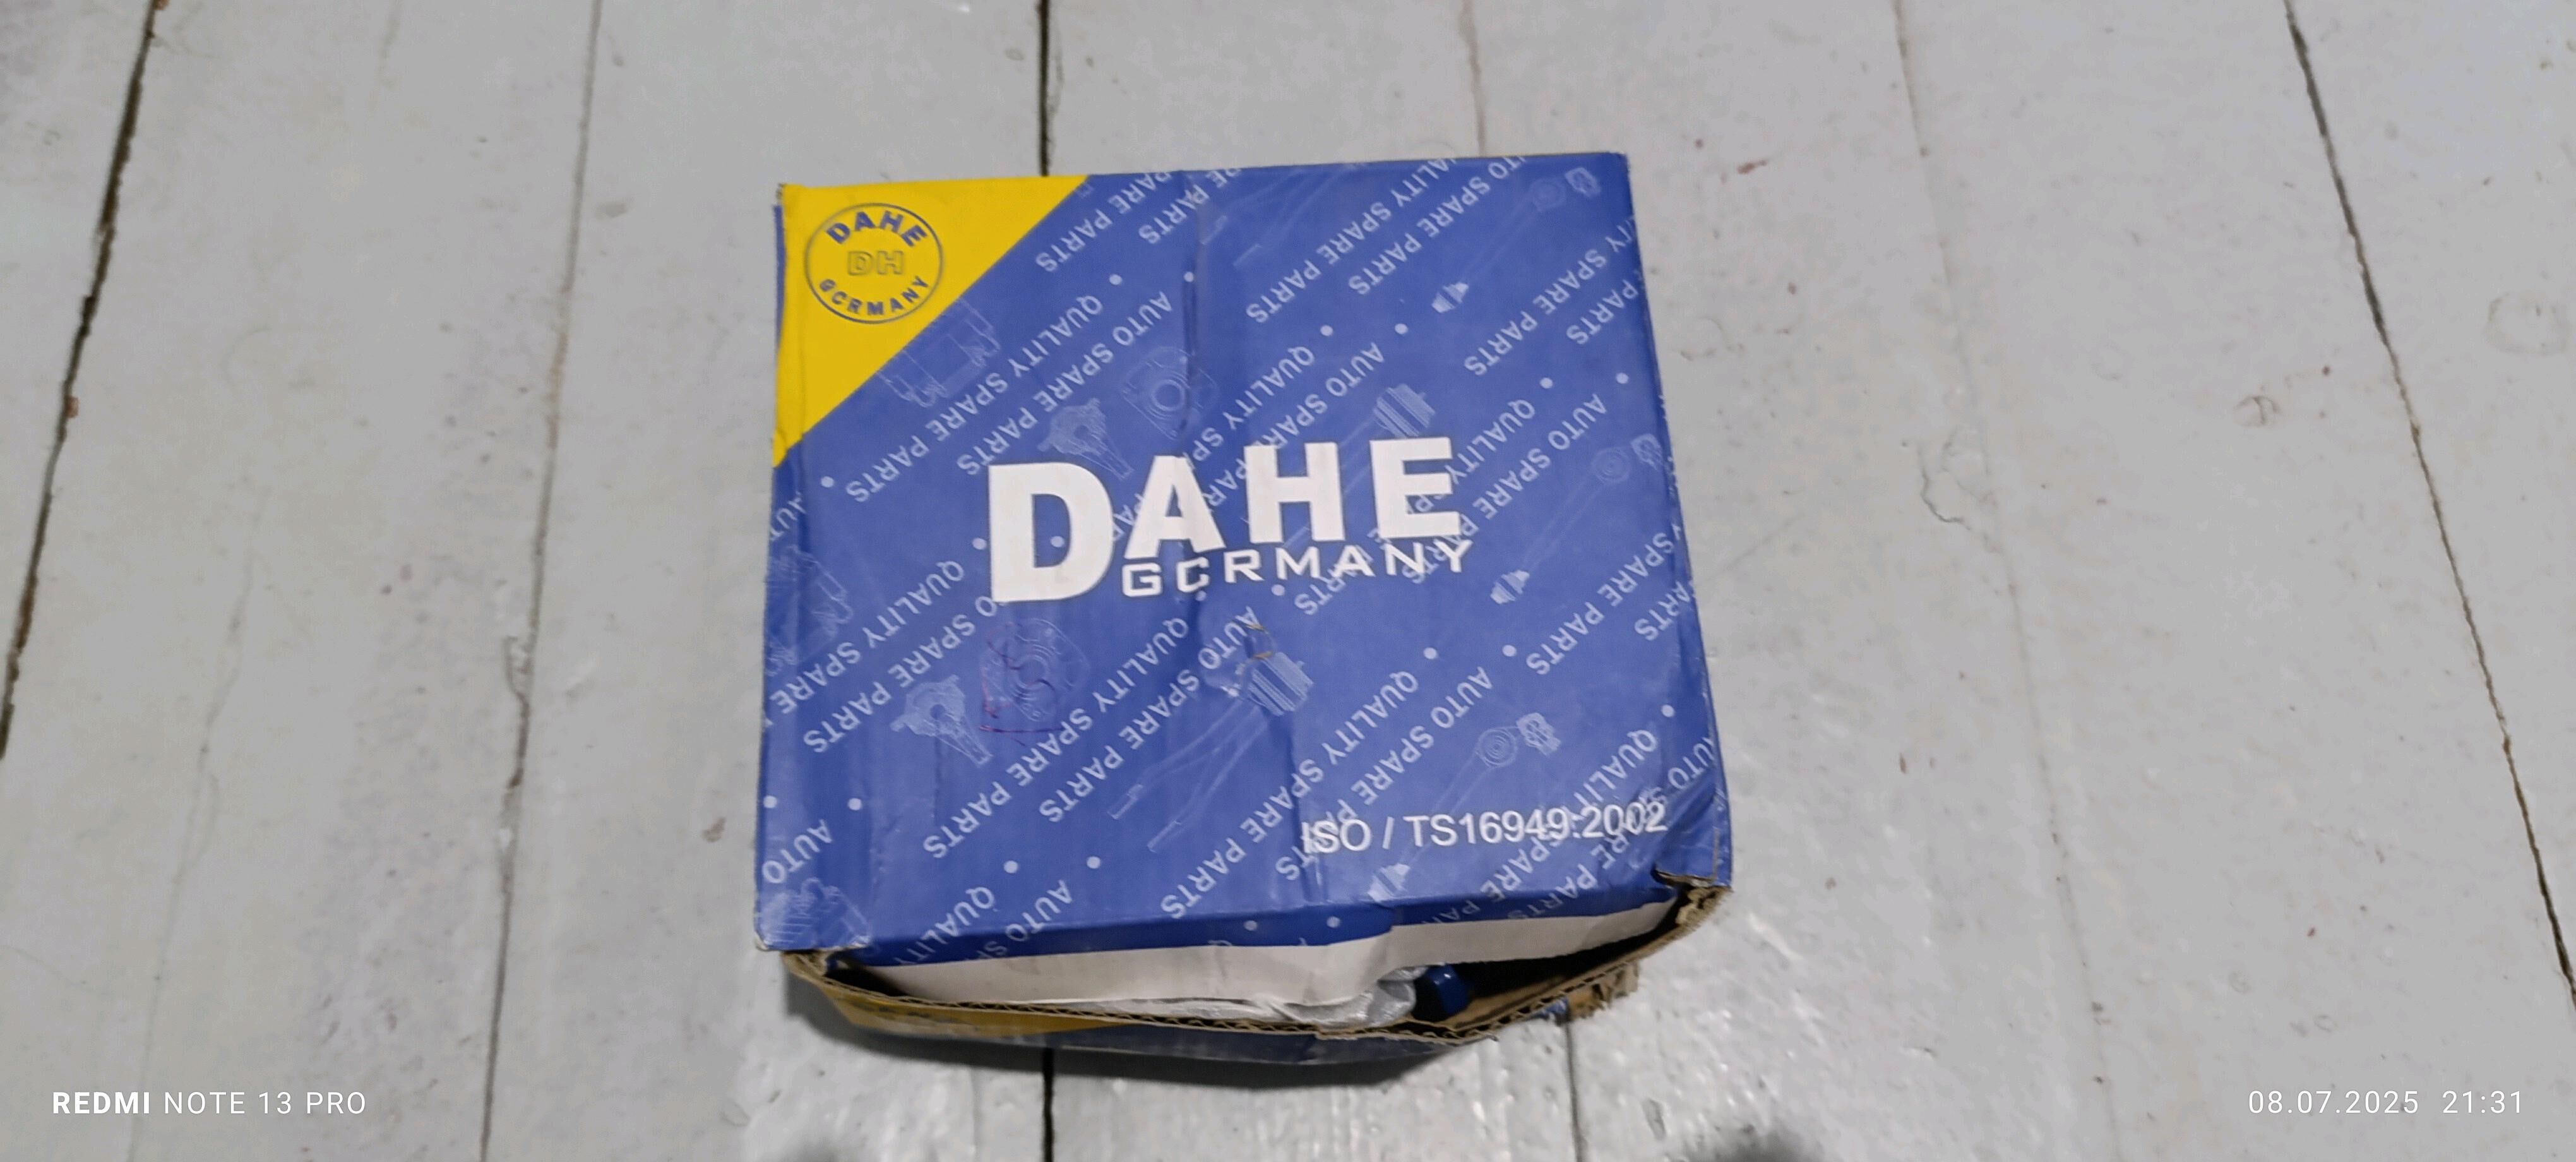 DAHE
DH
GCRMANY
QUALITY SPARE PARTS
AUTO SPARE PARTS
DAHE
GCRMANY
ISO / TS16949:2002
REDMI NOTE 13 PRO
08.07.2025 21:31